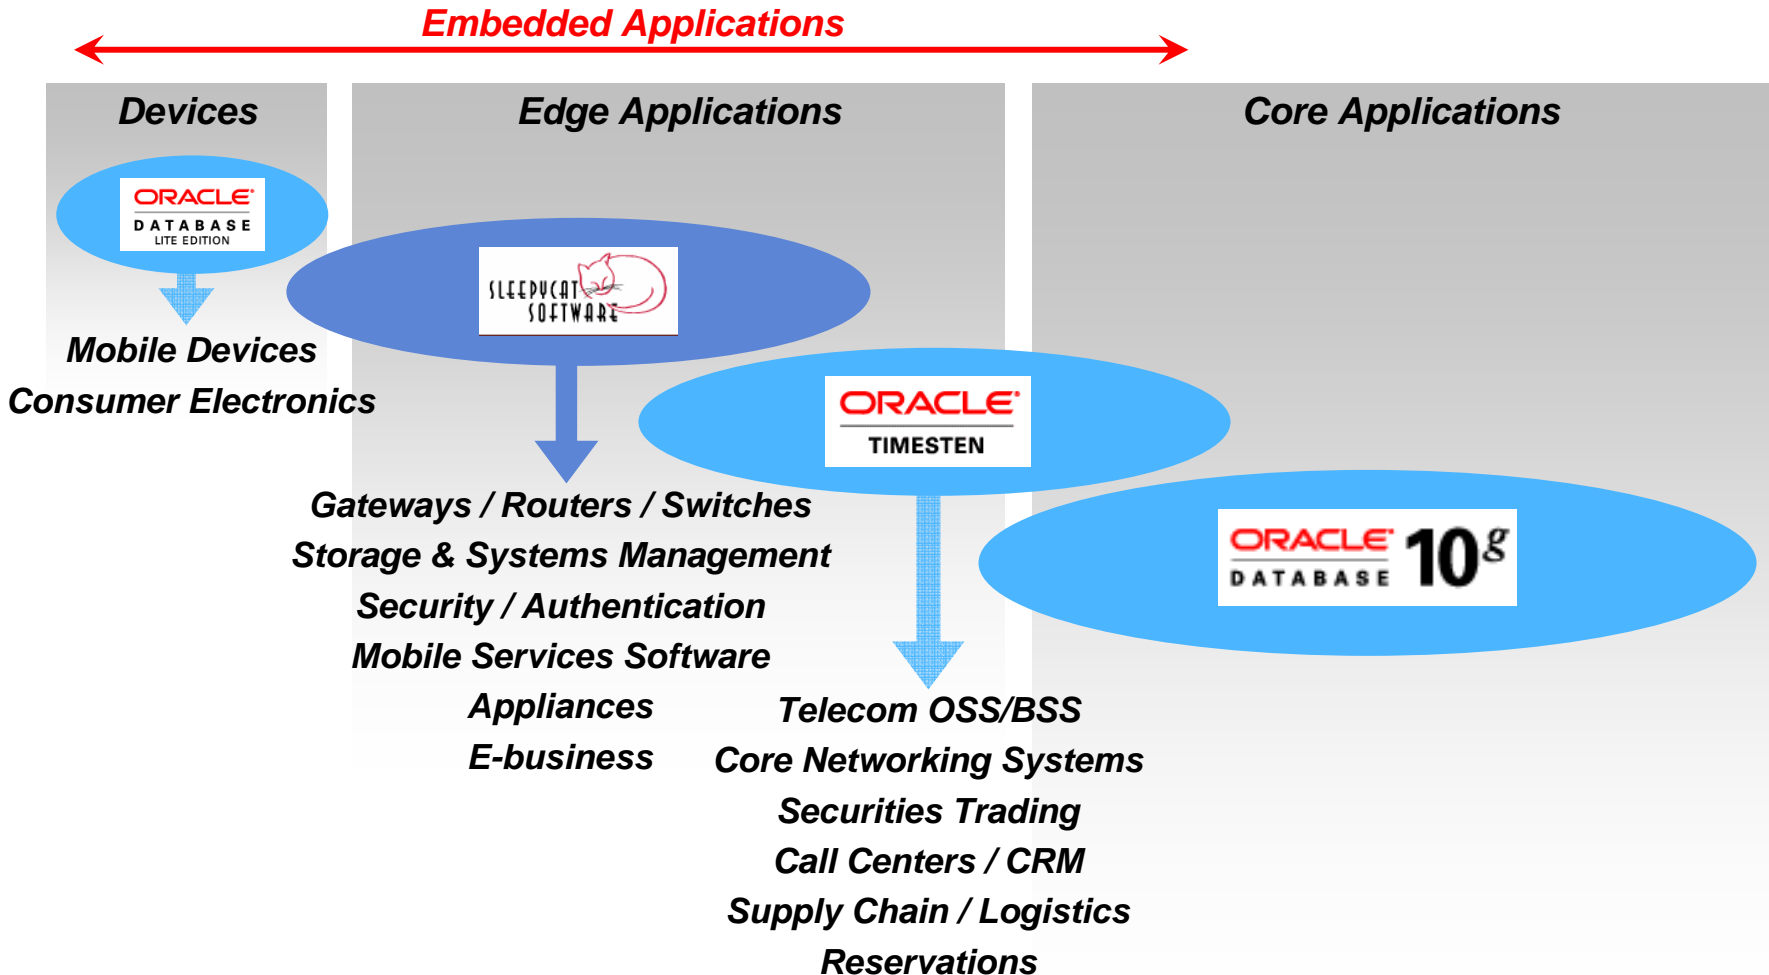 Embedded Applications
Devices
Edge Applications
Core Applications
ORACLE®
DATABASE
LITE EDITION
Mobile Devices
Consumer Electronics
SLEEPYCAT
SOFTWARE
Gateways / Routers / Switches
Storage & Systems Management
Security / Authentication
Mobile Services Software
Appliances
E-business
ORACLE®
TIMESTEN
Telecom OSS/BSS
Core Networking Systems
Securities Trading
Call Centers / CRM
Supply Chain / Logistics
Reservations
ORACLE®
DATABASE 10g